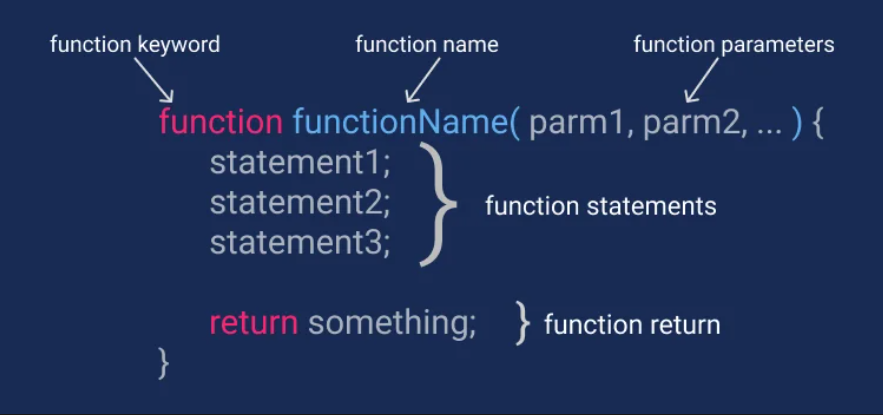 function keyword function name function parameters
function functionName( parm1, parm2, ... ) {
statement1;
statement2;
statement3;
function statements
return something; function return
}